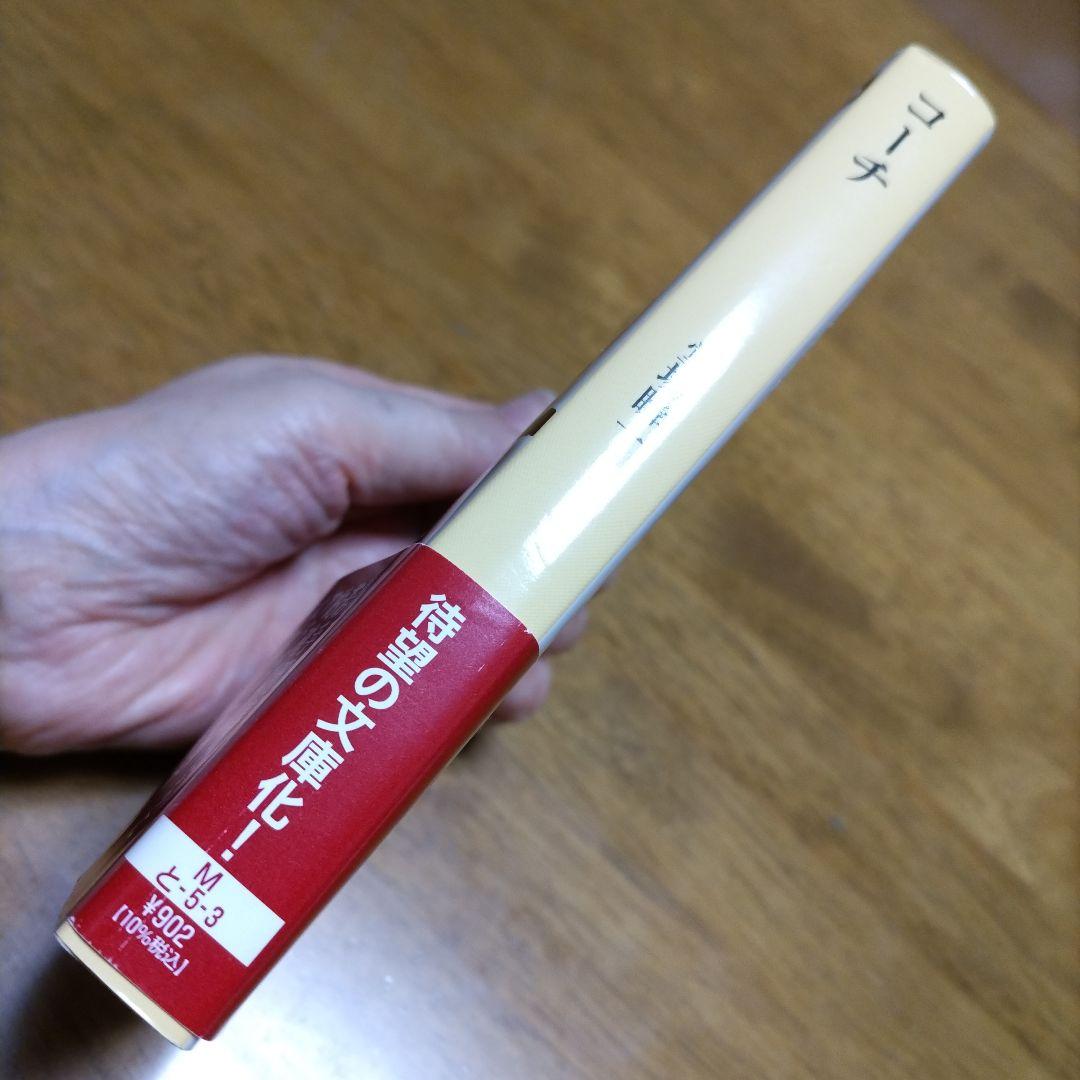 コーチ
待望の文庫化!
M
と-5-3
¥902
【10%税込】